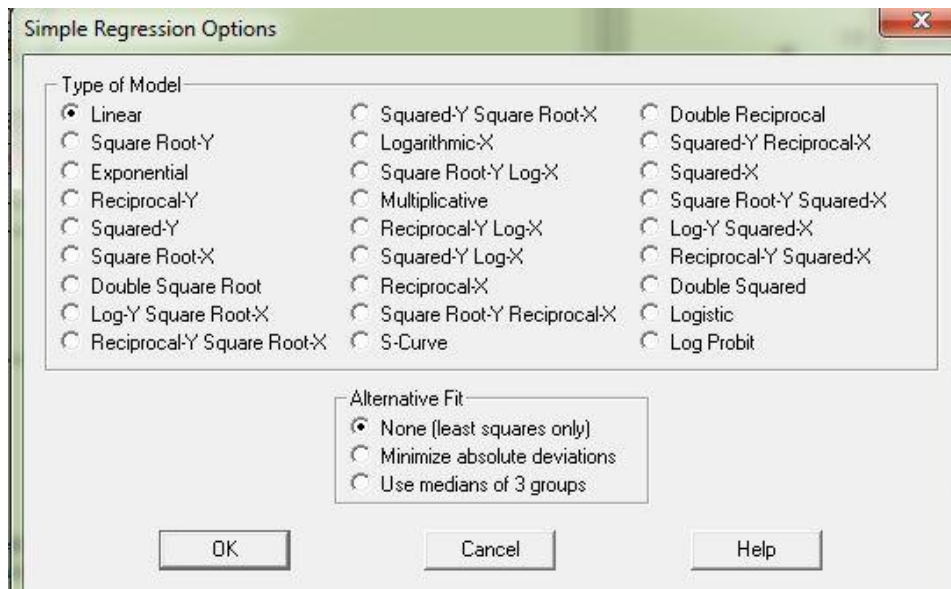 Simple Regression Options
X
Type of Model
Linear
Square Root-Y
Exponential
Reciprocal-Y
Squared-Y
Square Root-X
Double Square Root
Log-Y Square Root-X
Reciprocal-Y Square Root-X
Squared-Y Square Root-X
Logarithmic-X
Square Root-Y Log-X
Multiplicative
Reciprocal-Y Log-X
Squared-Y Log-X
Reciprocal-X
Square Root-Y Reciprocal-X
S-Curve
Double Reciprocal
Squared-Y Reciprocal-X
Squared-X
Square Root-Y Squared-X
Log-Y Squared-X
Reciprocal-Y Squared-X
Double Squared
Logistic
Log Probit
Alternative Fit
None (least squares only)
Minimize absolute deviations
Use medians of 3 groups
OK
Cancel
Help